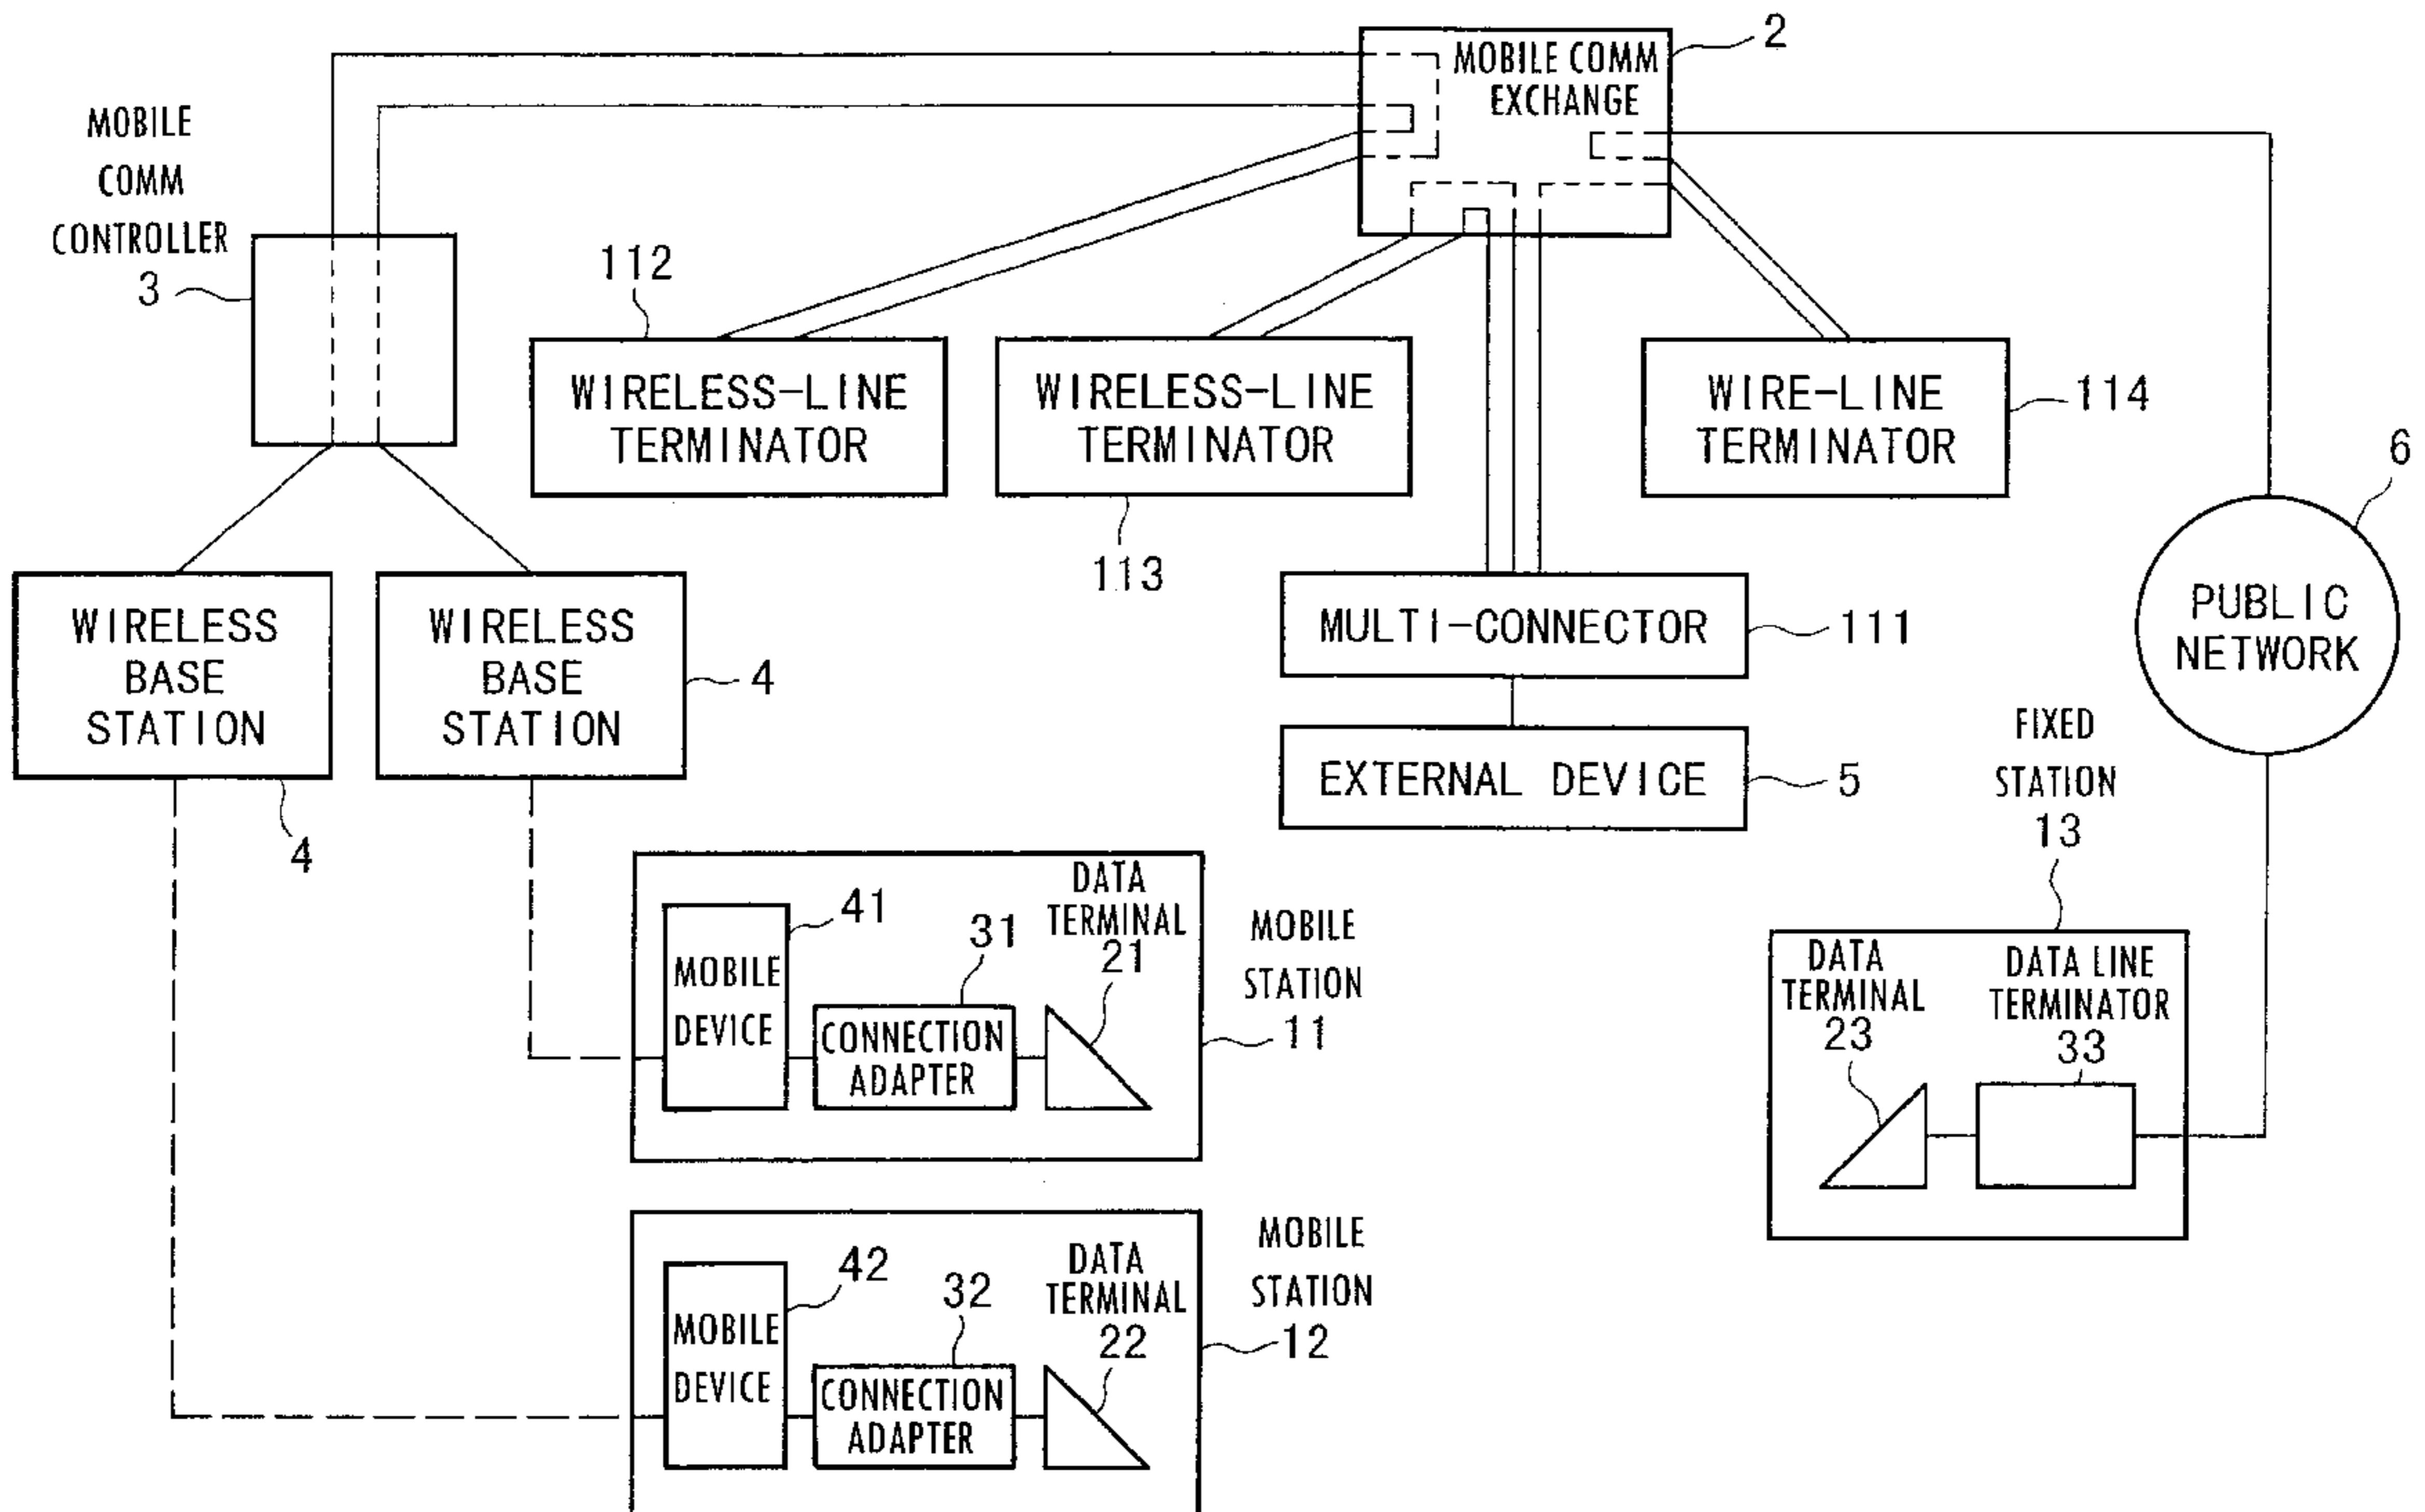 2
MOBILE COMM
EXCHANGE
MOBILE
COMM
CONTROLLER
3
112
WIRELESS-LINE
TERMINATOR
WIRELESS-LINE
TERMINATOR
113
WIRE-LINE
TERMINATOR
114
6
PUBLIC
NETWORK
WIRELESS
BASE
STATION
4
WIRELESS
BASE
STATION
4
MULTI-CONNECTOR
111
EXTERNAL DEVICE
5
FIXED
STATION
13
DATA
TERMINAL
23
DATA LINE
TERMINATOR
33
MOBILE
DEVICE
41
31
CONNECTION
ADAPTER
DATA
TERMINAL
21
MOBILE
STATION
11
MOBILE
DEVICE
42
32
CONNECTION
ADAPTER
DATA
TERMINAL
22
MOBILE
STATION
12